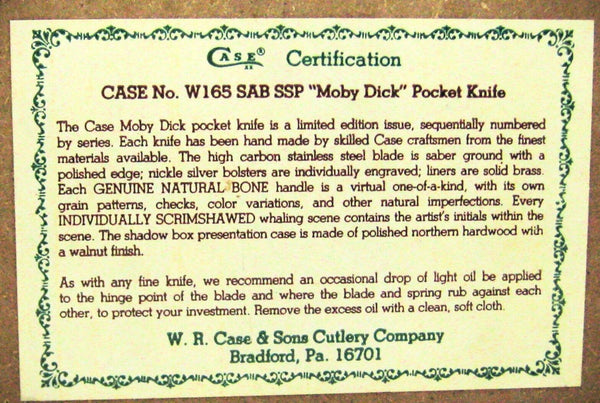 CASE® XX Certification
CASE No. W165 SAB SSP "Moby Dick" Pocket Knife
The Case Moby Dick pocket knife is a limited edition issue, sequentially numbered
by series. Each knife has been hand made by skilled Case craftsmen from the finest
materials available. The high carbon stainless steel blade is saber ground with a
polished edge; nickle silver bolsters are individually engraved; liners are solid brass.
Each GENUINE NATURAL BONE handle is a virtual one-of-a-kind, with its own
grain patterns, checks, color variations, and other natural imperfections. Every
INDIVIDUALLY SCRIMSHAWED whaling scene contains the artist's initials within the
scene. The shadow box presentation case is made of polished northern hardwood with
a walnut finish.
As with any fine knife, we recommend an occasional drop of light oil be applied
to the hinge point of the blade and where the blade and spring rub against each
other, to protect your investment. Remove the excess oil with a clean, soft cloth.
W. R. Case & Sons Cutlery Company
Bradford, Pa. 16701